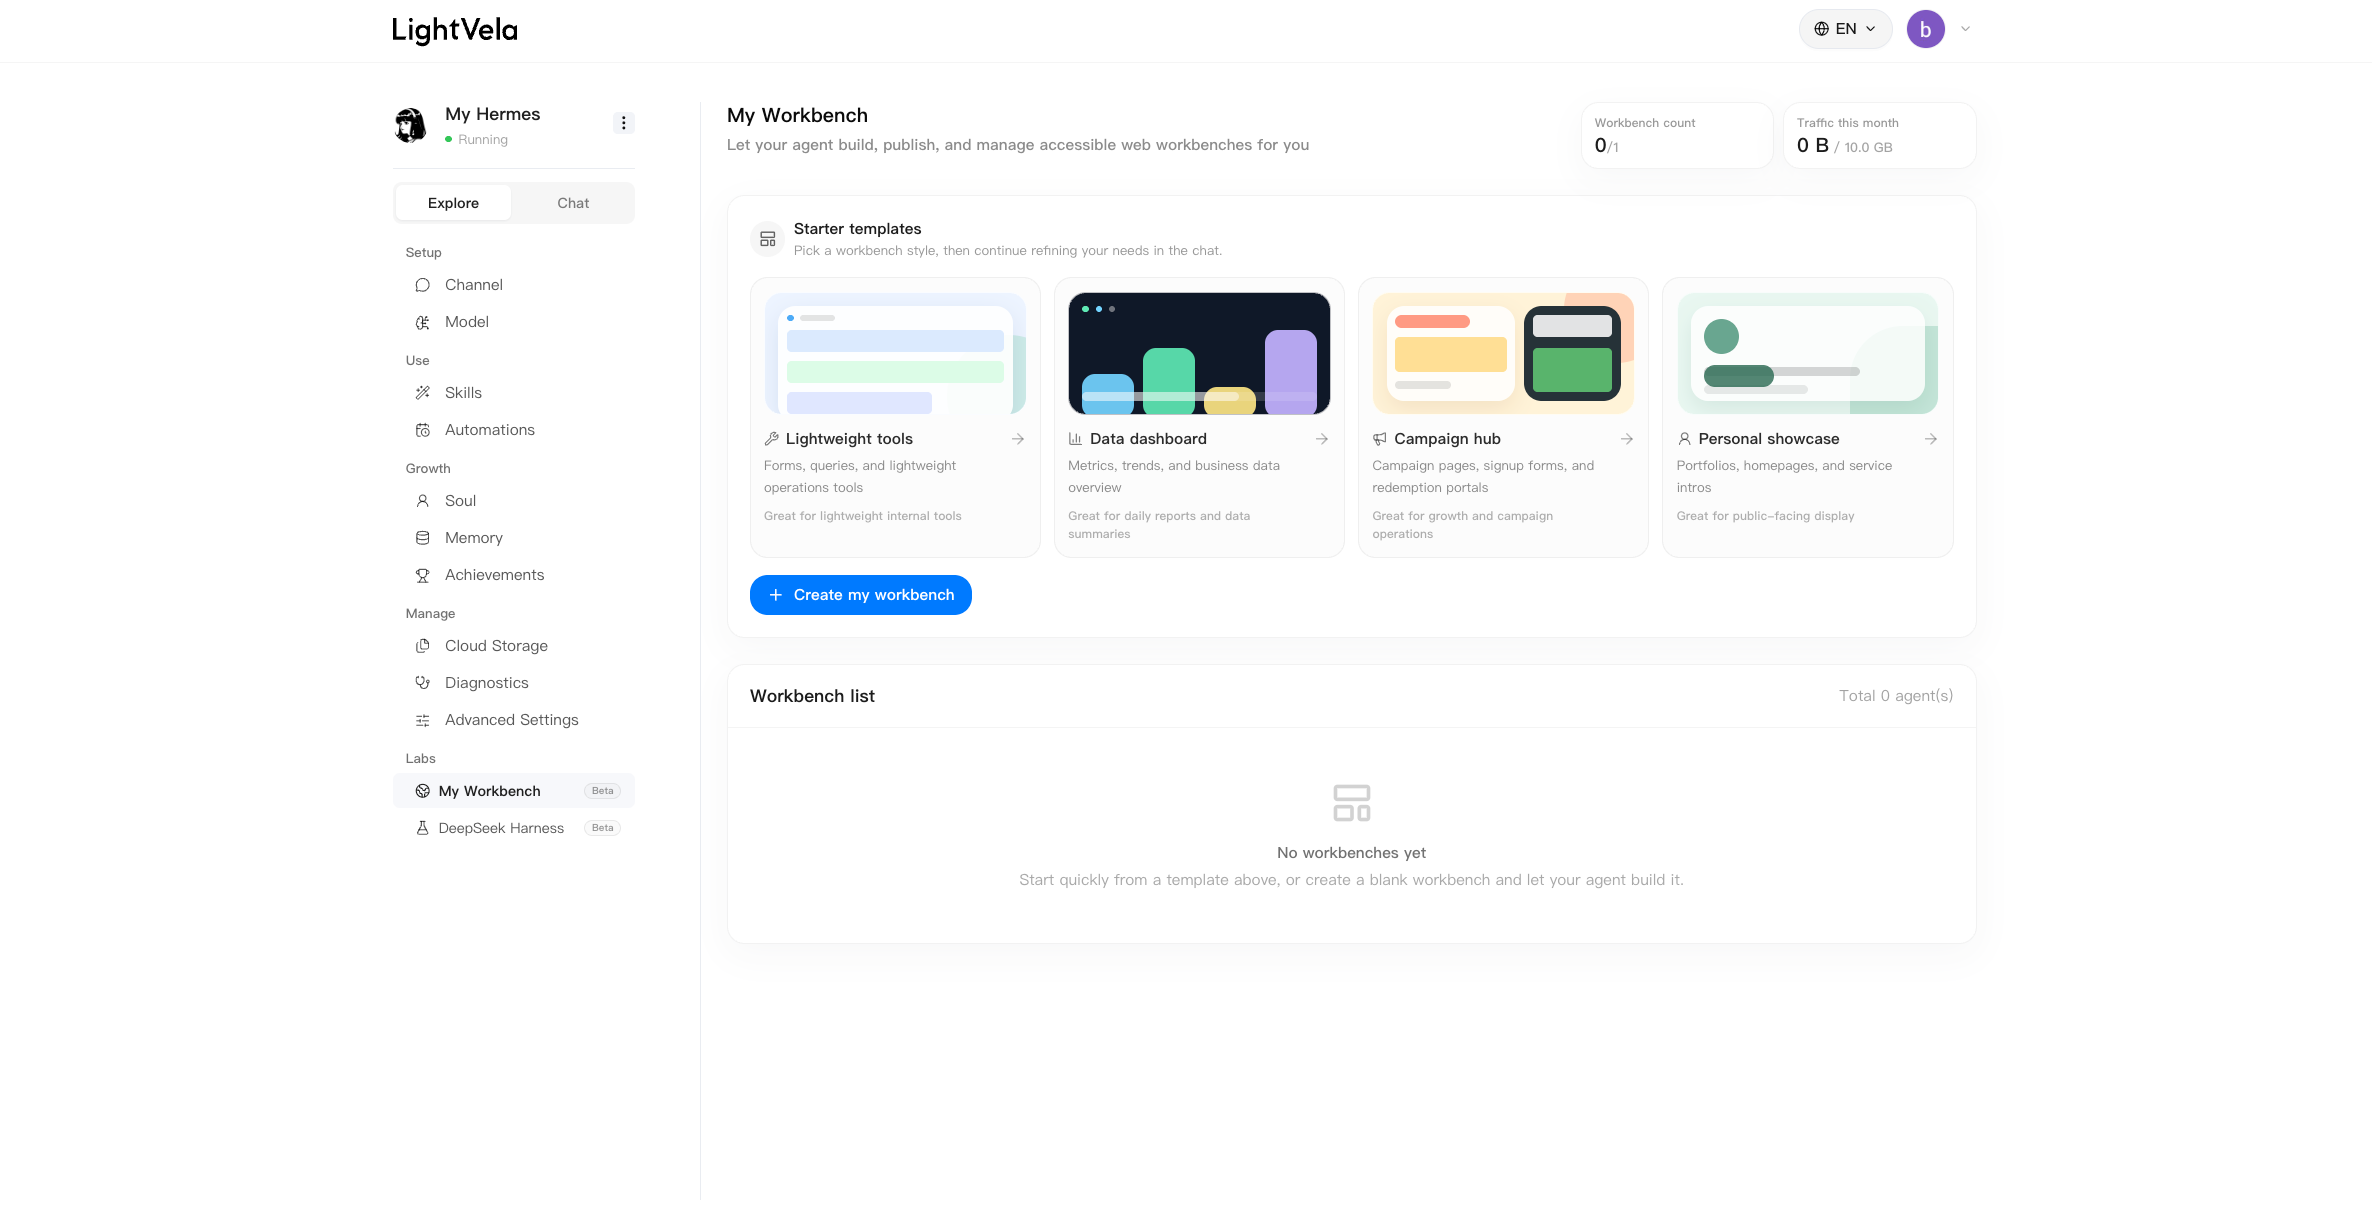 LightVela
EN
b
My Hermes
Running
Explore
Chat
Setup
Channel
Model
Use
Skills
Automations
Growth
Soul
Memory
Achievements
Manage
Cloud Storage
Diagnostics
Advanced Settings
Labs
My Workbench Beta
DeepSeek Harness Beta
My Workbench
Let your agent build, publish, and manage accessible web workbenches for you
Workbench count
0/1
Traffic this month
0 B / 10.0 GB
Starter templates
Pick a workbench style, then continue refining your needs in the chat.
Lightweight tools
Forms, queries, and lightweight
operations tools
Great for lightweight internal tools
Data dashboard
Metrics, trends, and business data
overview
Great for daily reports and data
summaries
Campaign hub
Campaign pages, signup forms, and
redemption portals
Great for growth and campaign
operations
Personal showcase
Portfolios, homepages, and service
intros
Great for public-facing display
Create my workbench
Workbench list
Total 0 agent(s)
No workbenches yet
Start quickly from a template above, or create a blank workbench and let your agent build it.